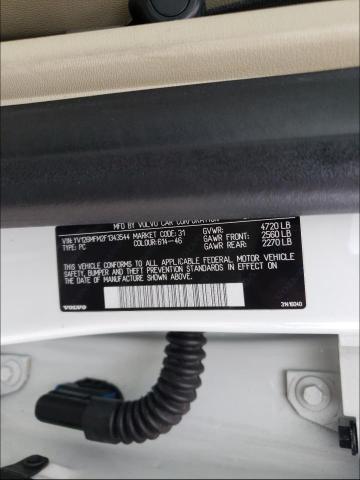 MFD BY VOLVO CAR CORPORATION
VIN: YV126MFM2F1343544 MARKET CODE: 31 GVWR: 4720 LB
TYPE: PC COLOUR: 614-46 GAWR FRONT: 2560 LB
GAWR REAR: 2270 LB
THIS VEHICLE CONFORMS TO ALL APPLICABLE FEDERAL MOTOR VEHICLE
SAFETY, BUMPER, AND THEFT PREVENTION STANDARDS IN EFFECT ON THE
DATE OF MANUFACTURE SHOWN ABOVE.
VOLVO 31416040